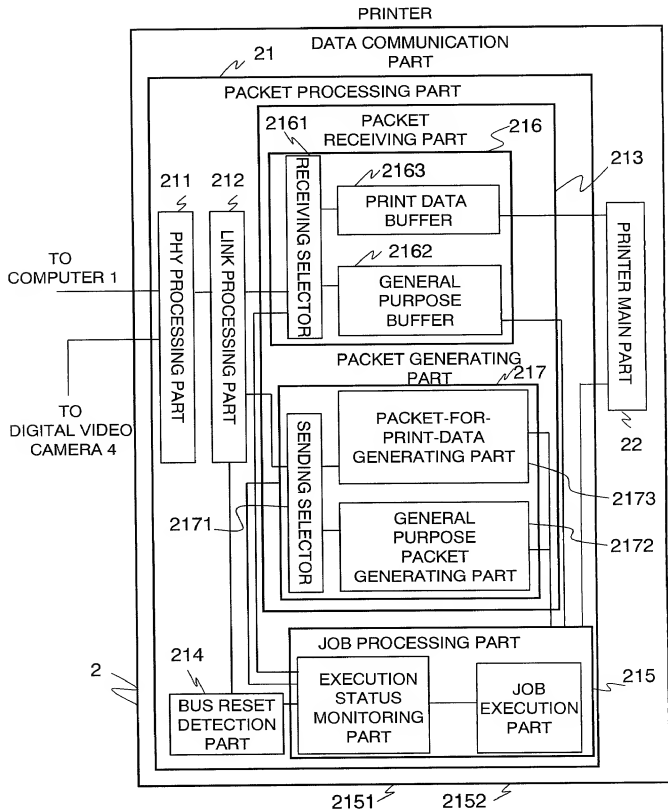 PRINTER
DATA COMMUNICATION
PART
21
PACKET PROCESSING PART
PACKET
RECEIVING PART
2161
216
213
211
212
2163
PRINT DATA
BUFFER
2162
GENERAL
PURPOSE
BUFFER
RECEIVING SELECTOR
PHY PROCESSING PART
LINK PROCESSING PART
PRINTER MAIN PART
22
TO
COMPUTER 1
TO
DIGITAL VIDEO
CAMERA 4
PACKET GENERATING
PART
217
PACKET-FOR-
PRINT-DATA
GENERATING PART
SENDING SELECTOR
2171
2173
GENERAL
PURPOSE
PACKET
GENERATING PART
2172
JOB PROCESSING PART
215
214
2
BUS RESET
DETECTION
PART
EXECUTION
STATUS
MONITORING
PART
JOB
EXECUTION
PART
2151
2152